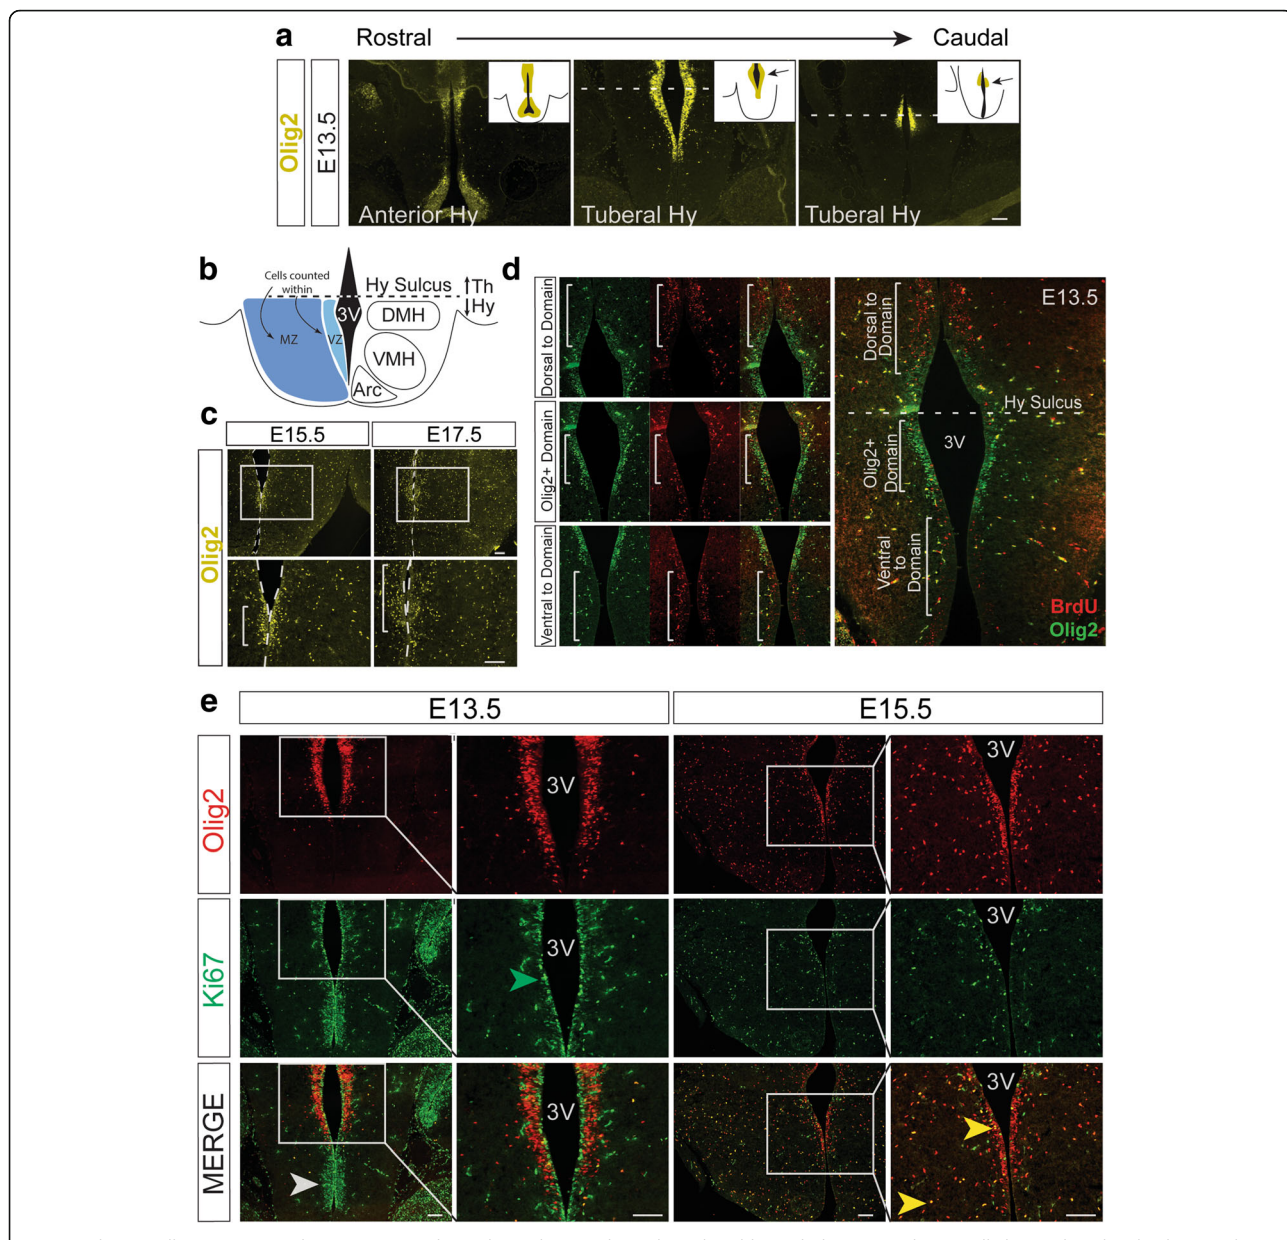 a
Rostral
Caudal
Olig2
E13.5
Anterior Hy
Tuberal Hy
Tuberal Hy
b
Cells counted
within
Hy Sulcus
Th
Hy
3V
DMH
MZ
VZ
VMH
Arc
c
E15.5
E17.5
Olig2
d
Dorsal to Domain
Olig2+ Domain
Ventral to Domain
E13.5
Dorsal to
Domain
Hy Sulcus
3V
Olig2+
Domain
Ventral
to
Domain
BrdU
Olig2
e
E13.5
E15.5
Olig2
3V
3V
Ki67
3V
3V
MERGE
3V
3V